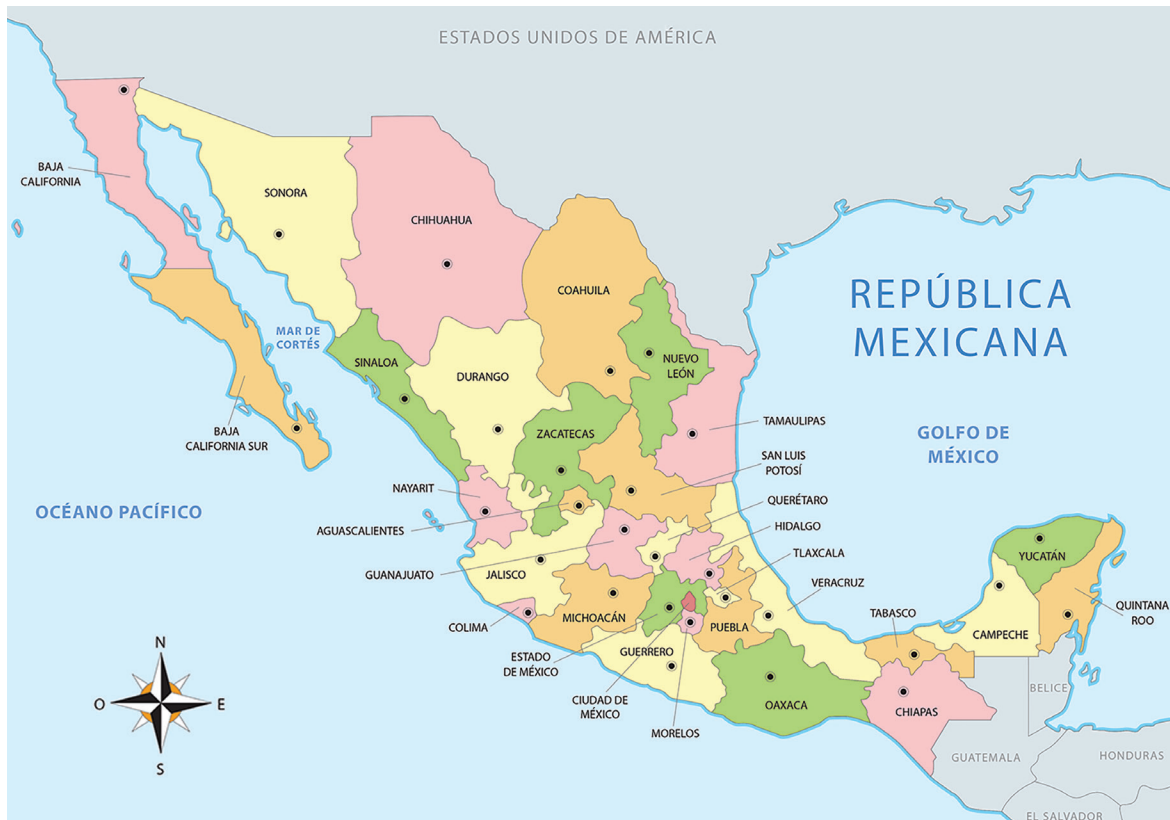 ESTADOS UNIDOS DE AMÉRICA
BAJA
CALIFORNIA
SONORA
CHIHUAHUA
COAHUILA
REPÚBLICA
MEXICANA
MAR DE
CORTÉS
SINALOA
DURANGO
NUEVO
LEÓN
BAJA
CALIFORNIA SUR
ZACATECAS
TAMAULIPAS
GOLFO DE
MÉXICO
SAN LUIS
POTOSÍ
NAYARIT
QUERÉTARO
OCÉANO PACÍFICO
AGUASCALIENTES
HIDALGO
TLAXCALA
YUCATÁN
GUANAJUATO
JALISCO
VERACRUZ
QUINTANA
ROO
TABASCO
COLIMA
MICHOACÁN
PUEBLA
CAMPECHE
ESTADO
DE MÉXICO
GUERRERO
CIUDAD DE
MÉXICO
MORELOS
OAXACA
CHIAPAS
BELICE
GUATEMALA
HONDURAS
EL SALVADOR
N
O
E
S